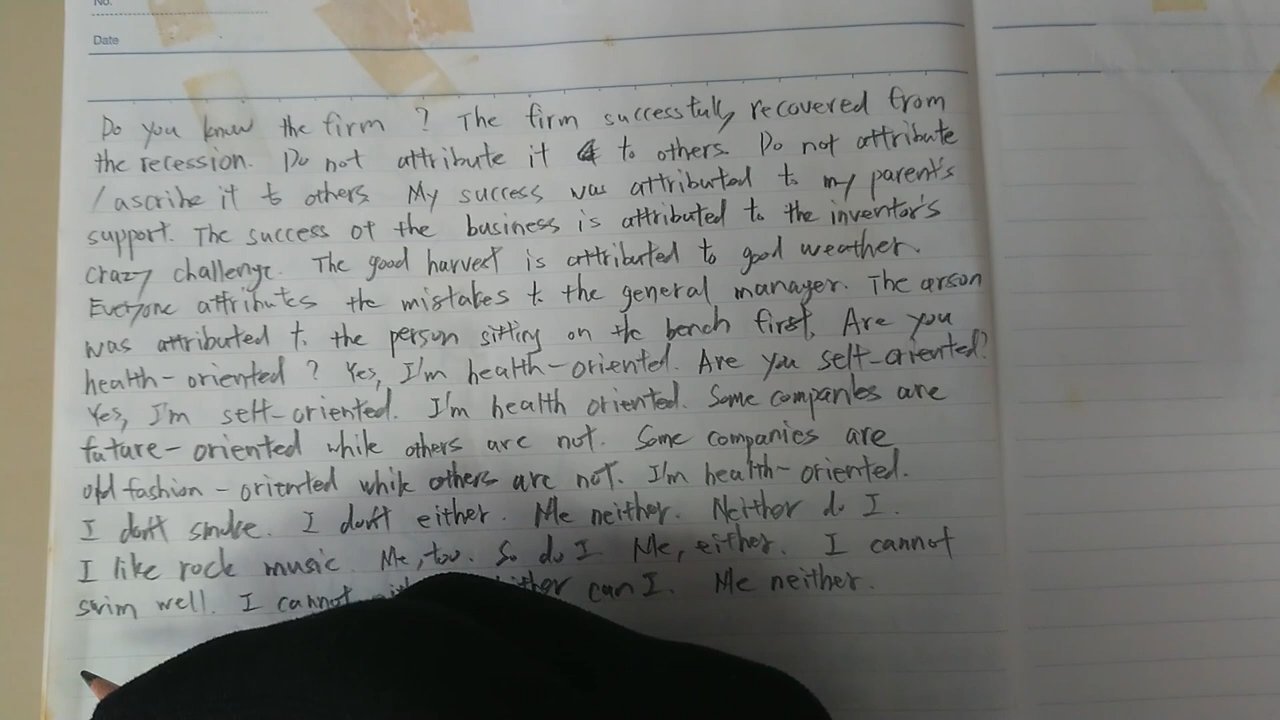 No.
Date
Do you know the firm ? The firm successfully recovered from
the recession. Do not attribute it to others. Do not attribute
/ ascribe it to others. My success was attributed to my parent's
support. The success of the business is attributed to the inventor's
crazy challenge. The good harvest is attributed to good weather.
Everyone attributes the mistakes to the general manager. The arson
was attributed to the person sitting on the bench first. Are you
health-oriented ? Yes, I'm health-oriented. Are you self-oriented?
Yes, I'm self-oriented. I'm health oriented. Some companies are
future-oriented while others are not. Some companies are
old fashion-oriented while others are not. I'm health-oriented.
I don't smoke. I don't either. Me neither. Neither do I.
I like rock music. Me, too. So do I. Me, either. I cannot
swim well. I cannot can I. Me neither.